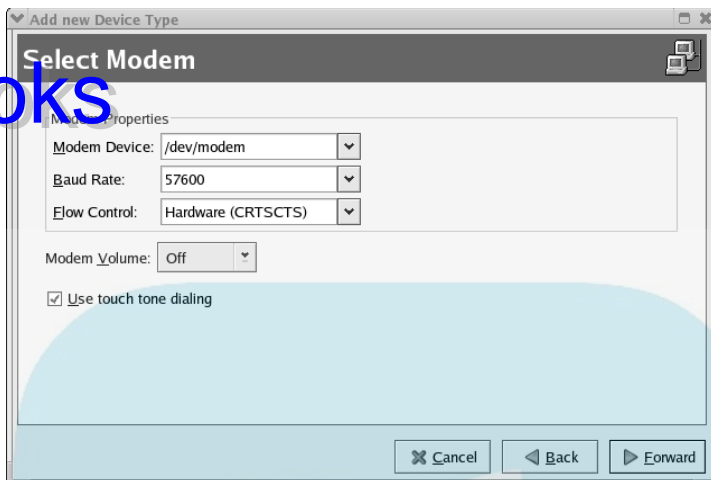 Add new Device Type
Select Modem
oks
Modem Properties
Modem Device: /dev/modem
Baud Rate: 57600
Flow Control: Hardware (CRTSCTS)
Modem Volume: Off
Use touch tone dialing
Cancel Back Forward